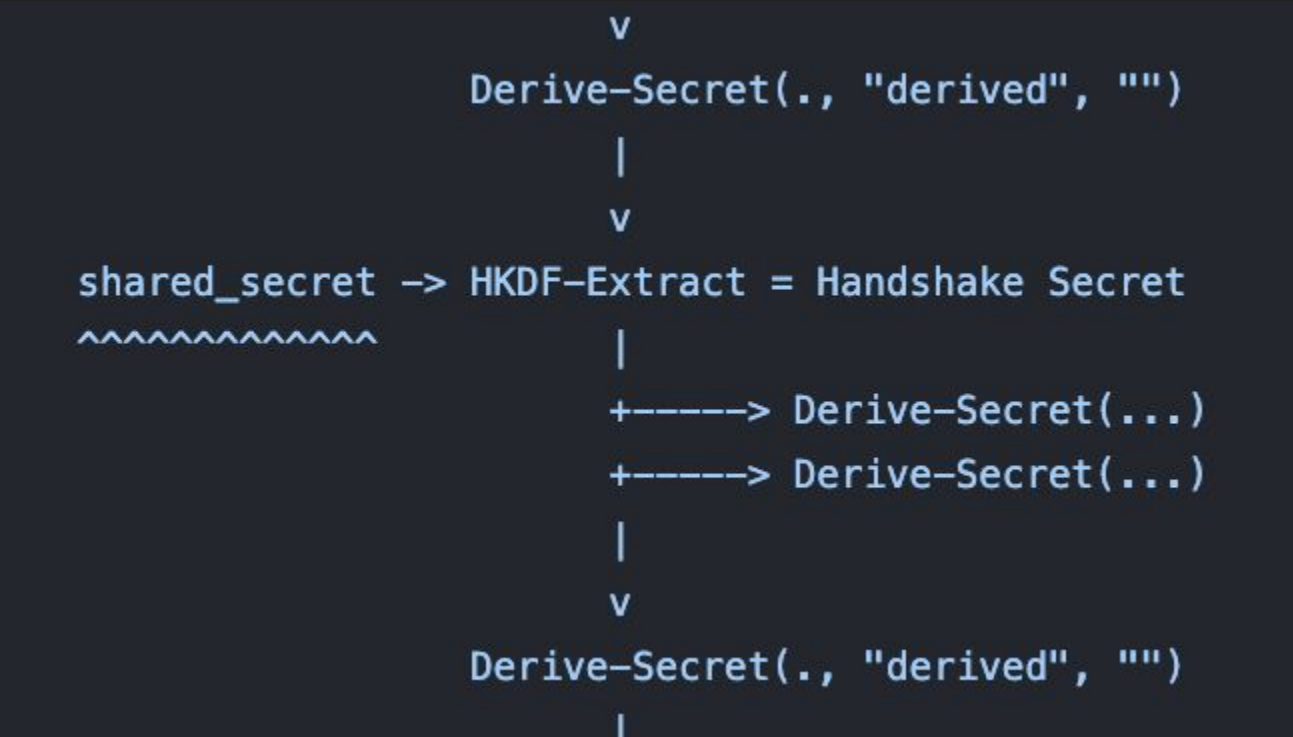 v
                 Derive-Secret(., "derived", "")
                       |
                       v
shared_secret -> HKDF-Extract = Handshake Secret
^^^^^^^^^^^^^          |
                       +-----> Derive-Secret(...)
                       +-----> Derive-Secret(...)
                       |
                       v
                 Derive-Secret(., "derived", "")
                       |